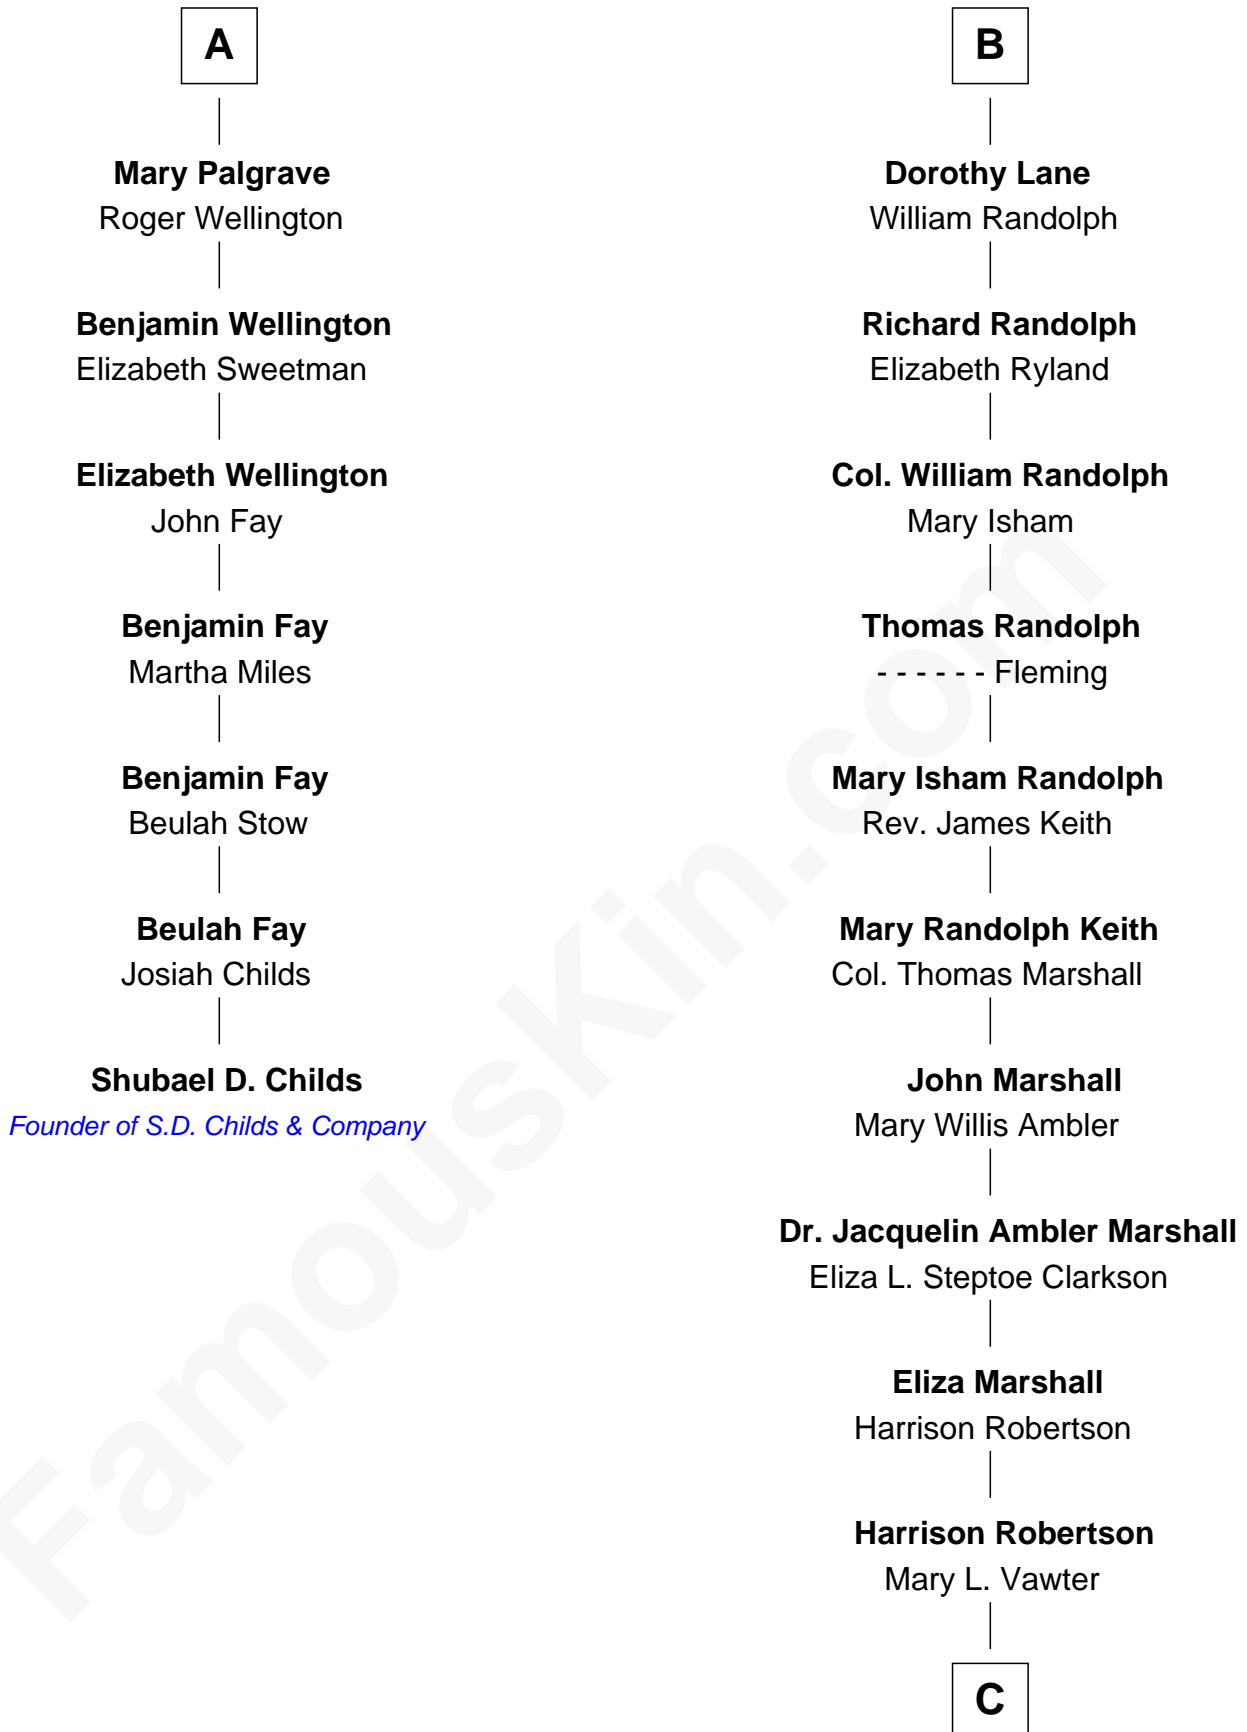 A
Mary Palgrave
Roger Wellington
Benjamin Wellington
Elizabeth Sweetman
Elizabeth Wellington
John Fay
Benjamin Fay
Martha Miles
Benjamin Fay
Beulah Stow
Beulah Fay
Josiah Childs
Shubael D. Childs
Founder of S.D. Childs & Company
B
Dorothy Lane
William Randolph
Richard Randolph
Elizabeth Ryland
Col. William Randolph
Mary Isham
Thomas Randolph
- - - - - - Fleming
Mary Isham Randolph
Rev. James Keith
Mary Randolph Keith
Col. Thomas Marshall
John Marshall
Mary Willis Ambler
Dr. Jacquelin Ambler Marshall
Eliza L. Steptoe Clarkson
Eliza Marshall
Harrison Robertson
Harrison Robertson
Mary L. Vawter
C
FamousKin.com